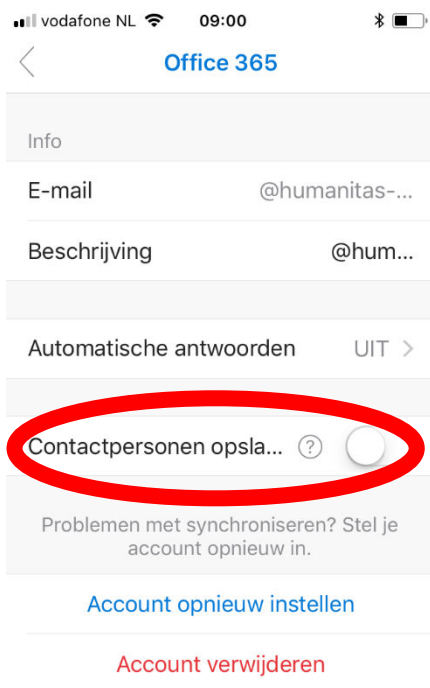 vodafone NL 09:00
Office 365
Info
E-mail @humanitas-...
Beschrijving @hum...
Automatische antwoorden UIT >
Contactpersonen opsla... ?
Problemen met synchroniseren? Stel je
account opnieuw in.
Account opnieuw instellen
Account verwijderen